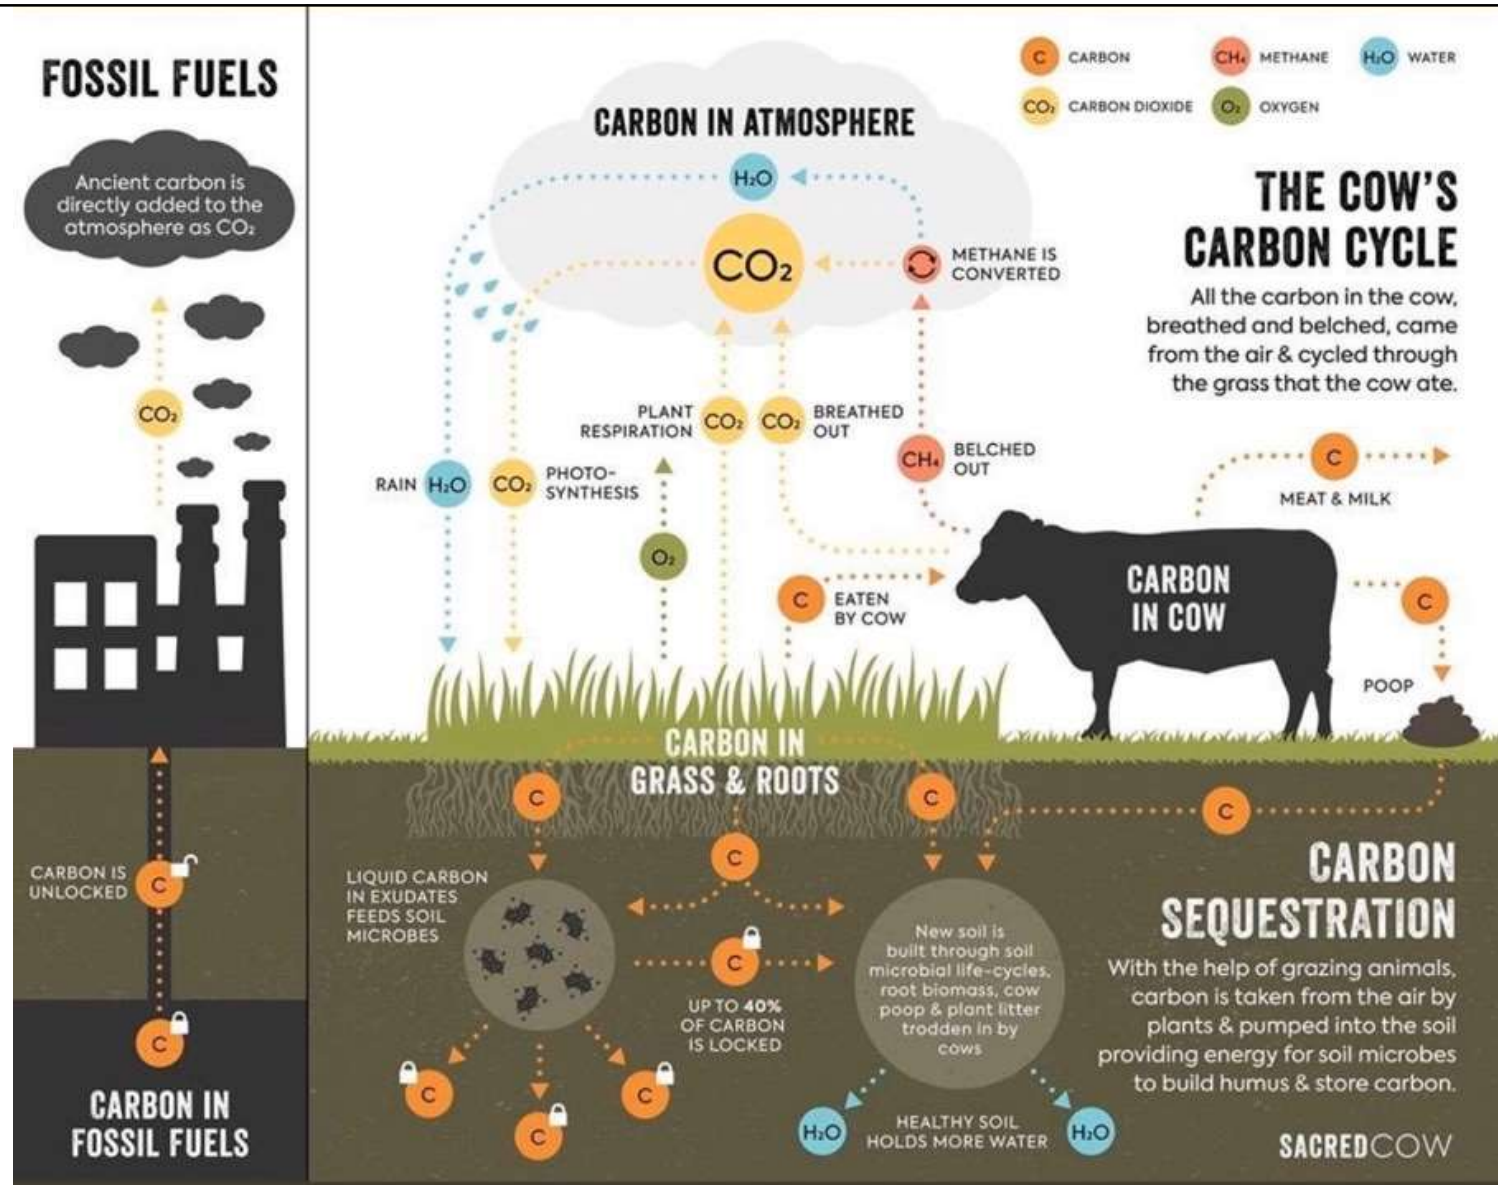 FOSSIL FUELS
Ancient carbon is
directly added to the
atmosphere as CO₂
CO₂
CARBON IS
UNLOCKED
C
C
CARBON IN
FOSSIL FUELS
C CARBON
CH₄ METHANE
H₂O WATER
CO₂ CARBON DIOXIDE
O₂ OXYGEN
CARBON IN ATMOSPHERE
H₂O
CO₂
METHANE IS
CONVERTED
THE COW'S
CARBON CYCLE
All the carbon in the cow,
breathed and belched, came
from the air & cycled through
the grass that the cow ate.
RAIN H₂O
CO₂ PHOTO-
SYNTHESIS
O₂
PLANT
RESPIRATION
CO₂
CO₂ BREATHED
OUT
CH₄ BELCHED
OUT
C
MEAT & MILK
C EATEN
BY COW
CARBON
IN COW
C
POOP
CARBON IN
GRASS & ROOTS
C
C
C
C
LIQUID CARBON
IN EXUDATES
FEEDS SOIL
MICROBES
C
UP TO 40%
OF CARBON
IS LOCKED
C
C
C
New soil is
built through soil
microbial life-cycles,
root biomass, cow
poop & plant litter
trodden in by
cows
H₂O
HEALTHY SOIL
HOLDS MORE WATER
H₂O
CARBON
SEQUESTRATION
With the help of grazing animals,
carbon is taken from the air by
plants & pumped into the soil
providing energy for soil microbes
to build humus & store carbon.
SACREDCOW